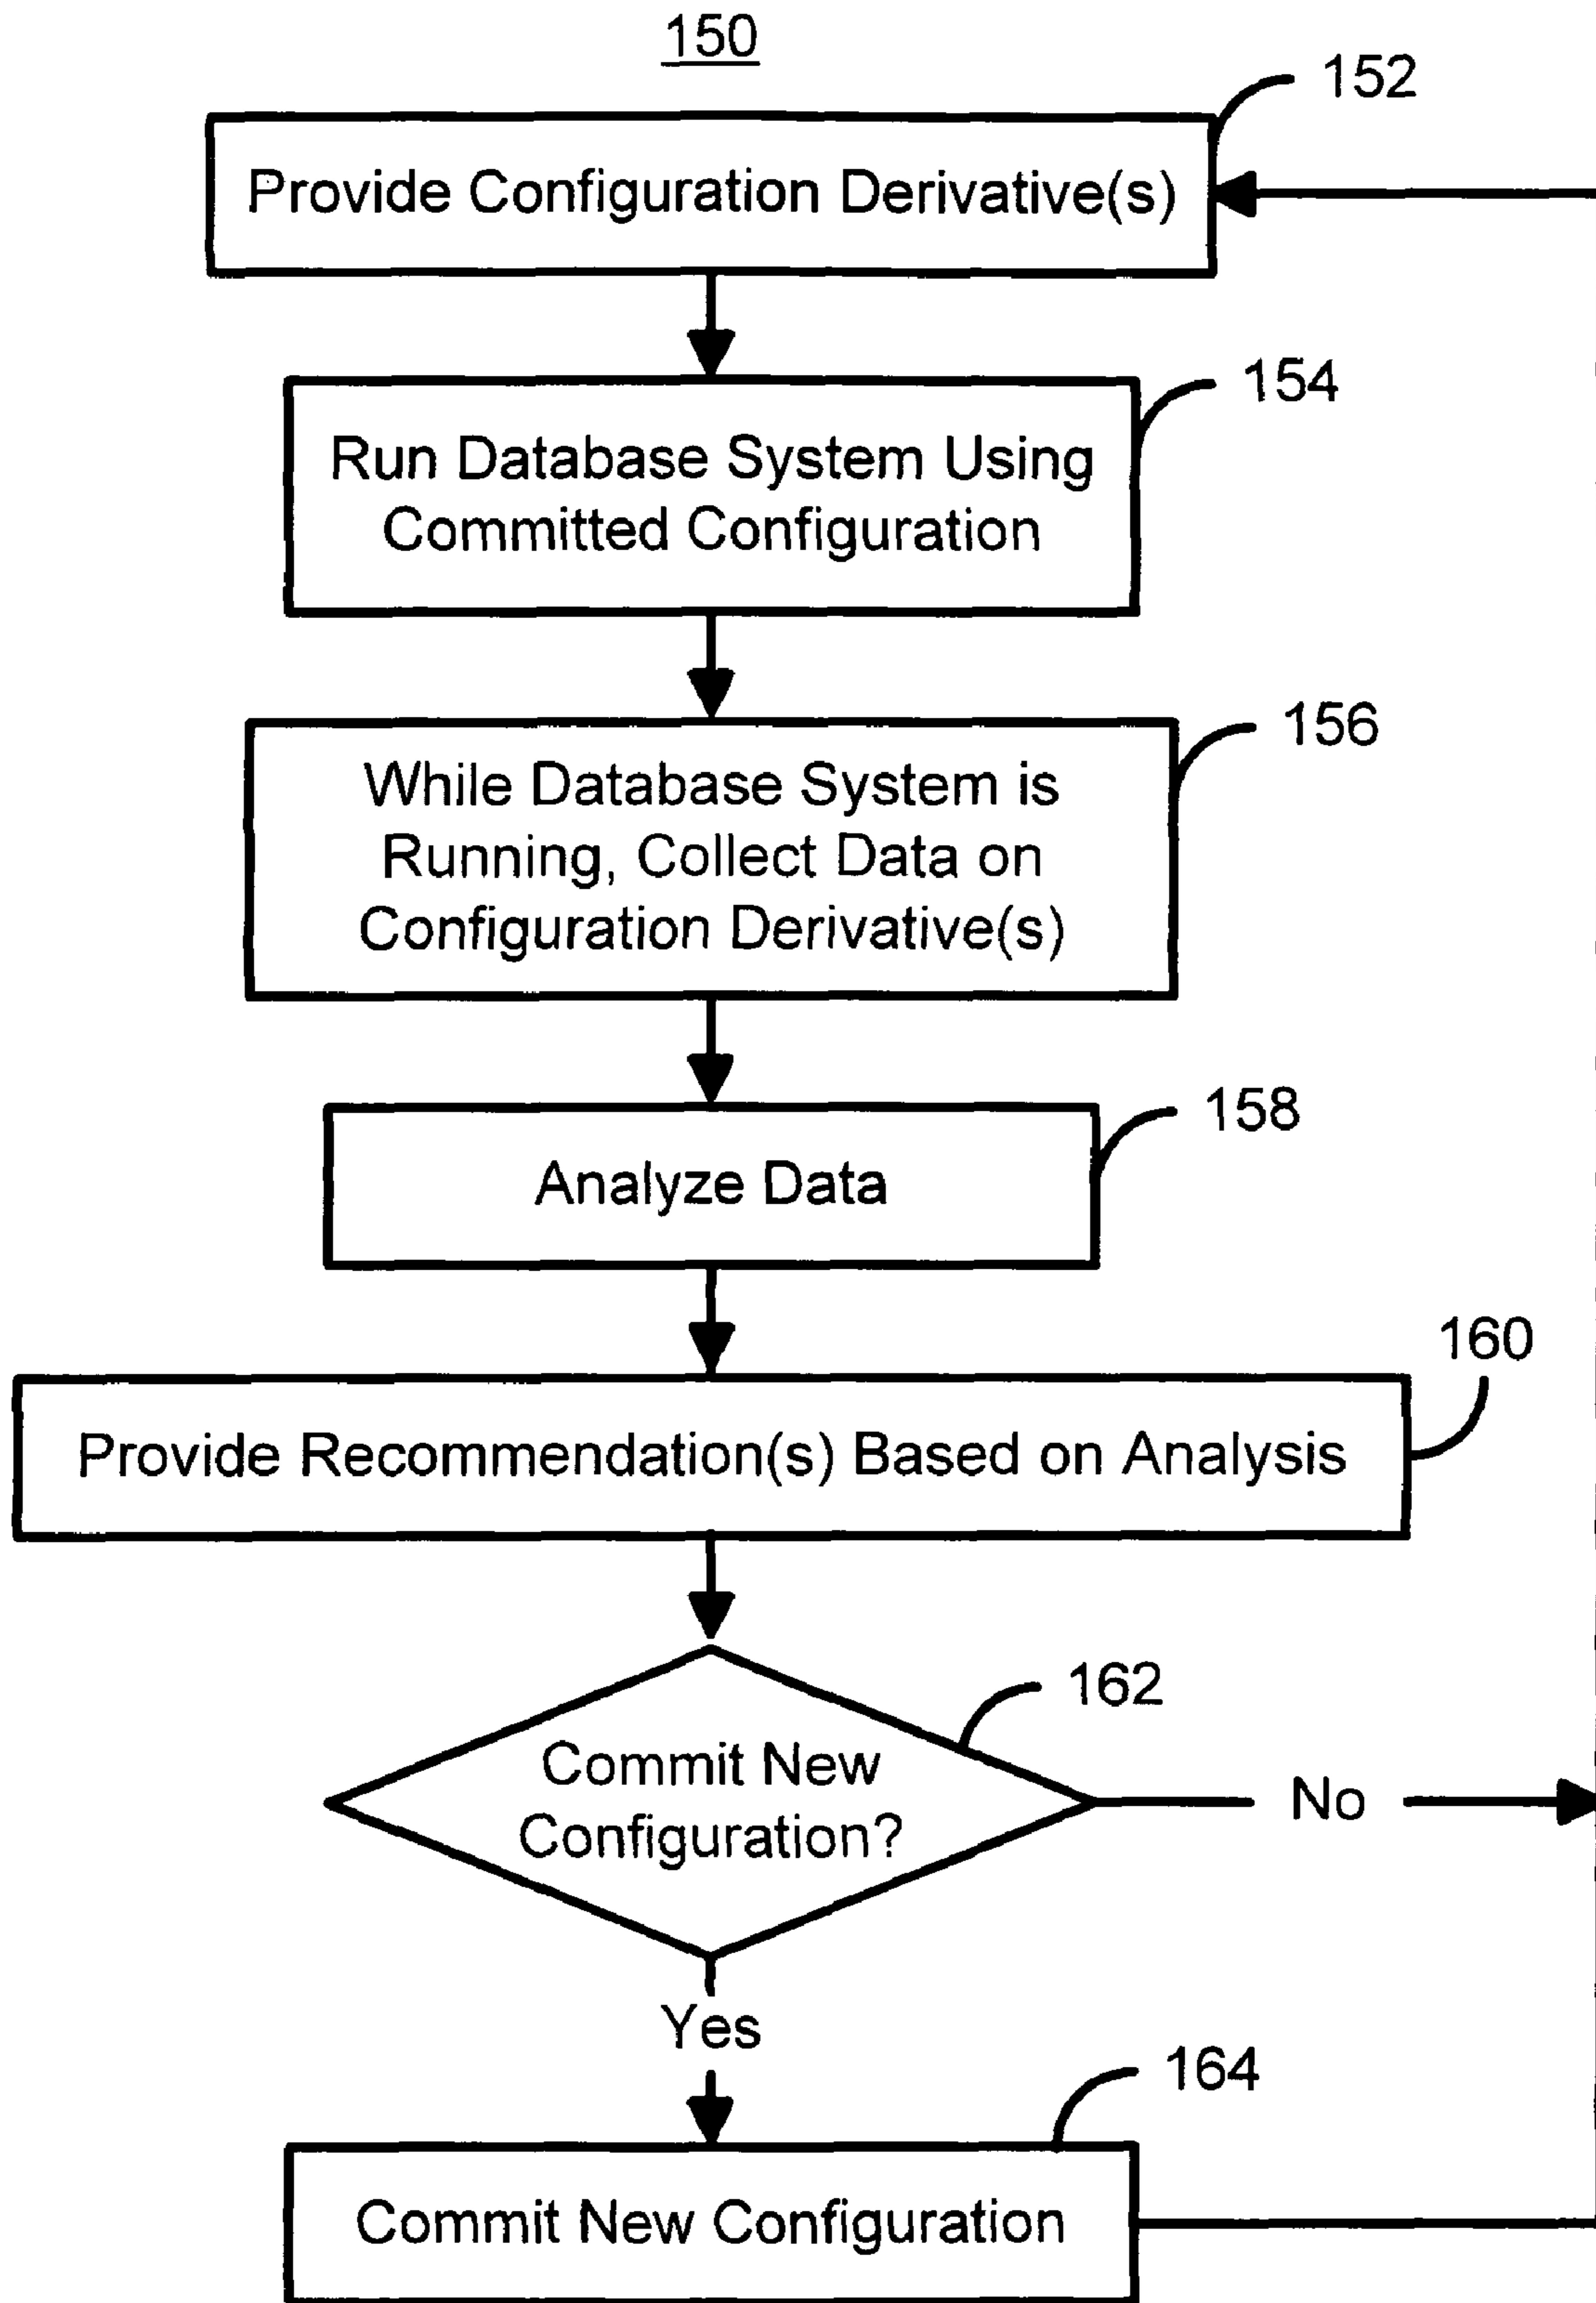 150
152
Provide Configuration Derivative(s)
154
Run Database System Using
Committed Configuration
156
While Database System is
Running, Collect Data on
Configuration Derivative(s)
158
Analyze Data
160
Provide Recommendation(s) Based on Analysis
162
Commit New
Configuration?
No
Yes
164
Commit New Configuration